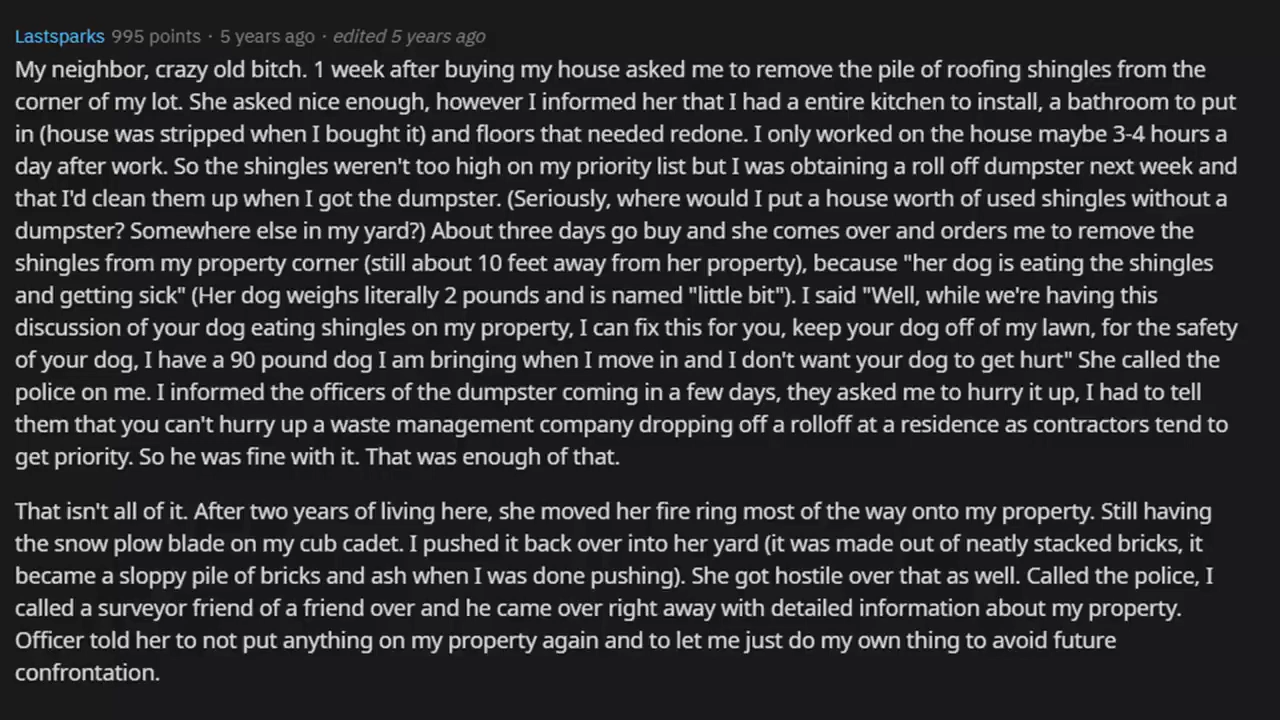 Lastsparks 995 points · 5 years ago · edited 5 years ago
My neighbor, crazy old bitch. 1 week after buying my house asked me to remove the pile of roofing shingles from the
corner of my lot. She asked nice enough, however I informed her that I had a entire kitchen to install, a bathroom to put
in (house was stripped when I bought it) and floors that needed redone. I only worked on the house maybe 3-4 hours a
day after work. So the shingles weren't too high on my priority list but I was obtaining a roll off dumpster next week and
that I'd clean them up when I got the dumpster. (Seriously, where would I put a house worth of used shingles without a
dumpster? Somewhere else in my yard?) About three days go buy and she comes over and orders me to remove the
shingles from my property corner (still about 10 feet away from her property), because "her dog is eating the shingles
and getting sick" (Her dog weighs literally 2 pounds and is named "little bit"). I said "Well, while we're having this
discussion of your dog eating shingles on my property, I can fix this for you, keep your dog off of my lawn, for the safety
of your dog, I have a 90 pound dog I am bringing when I move in and I don't want your dog to get hurt" She called the
police on me. I informed the officers of the dumpster coming in a few days, they asked me to hurry it up, I had to tell
them that you can't hurry up a waste management company dropping off a rolloff at a residence as contractors tend to
get priority. So he was fine with it. That was enough of that.
That isn't all of it. After two years of living here, she moved her fire ring most of the way onto my property. Still having
the snow plow blade on my cub cadet. I pushed it back over into her yard (it was made out of neatly stacked bricks, it
became a sloppy pile of bricks and ash when I was done pushing). She got hostile over that as well. Called the police, I
called a surveyor friend of a friend over and he came over right away with detailed information about my property.
Officer told her to not put anything on my property again and to let me just do my own thing to avoid future
confrontation.